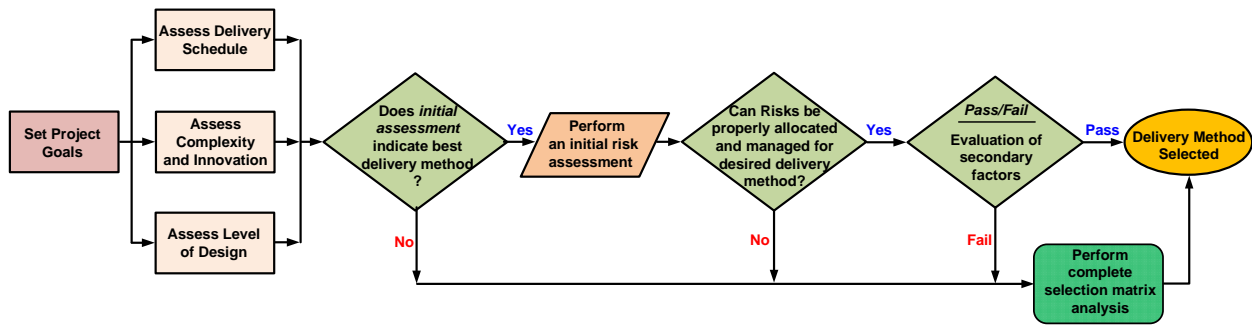 Set Project
Goals
Assess Delivery
Schedule
Assess
Complexity
and Innovation
Assess Level
of Design
Does initial
assessment
indicate best
delivery method
?
Yes
No
Perform
an initial risk
assessment
Can Risks be
properly allocated
and managed for
desired delivery
method?
Yes
No
Pass/Fail
Evaluation of
secondary
factors
Pass
Fail
Delivery Method
Selected
Perform
complete
selection matrix
analysis